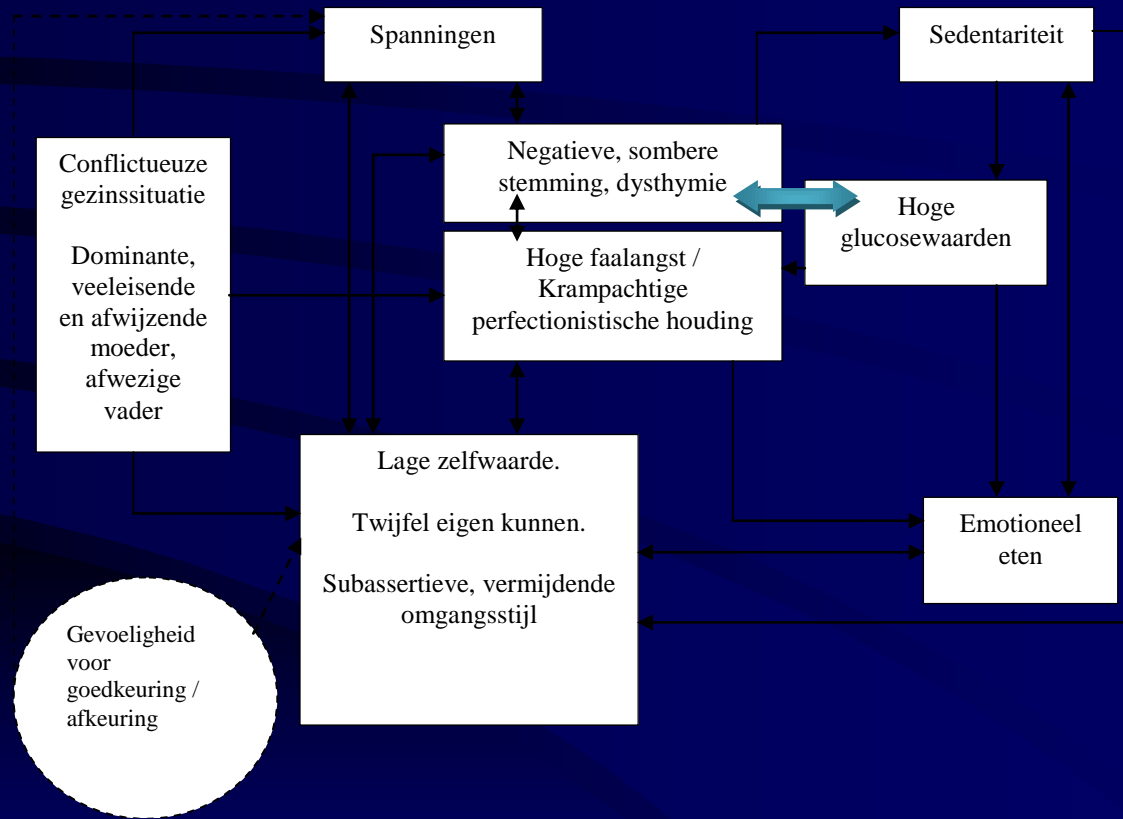 Spanningen
Sedentariteit
Conflictueuze
gezinssituatie
Dominante,
veeleisende
en afwijzende
moeder,
afwezige
vader
Negatieve, sombere
stemming, dysthymie
Hoge
glucosewaarden
Hoge faalangst /
Krampachtige
perfectionistische houding
Lage zelfwaarde.
Twijfel eigen kunnen.
Subassertieve, vermijdende
omgangsstijl
Emotioneel
eten
Gevoeligheid
voor
goedkeuring /
afkeuring